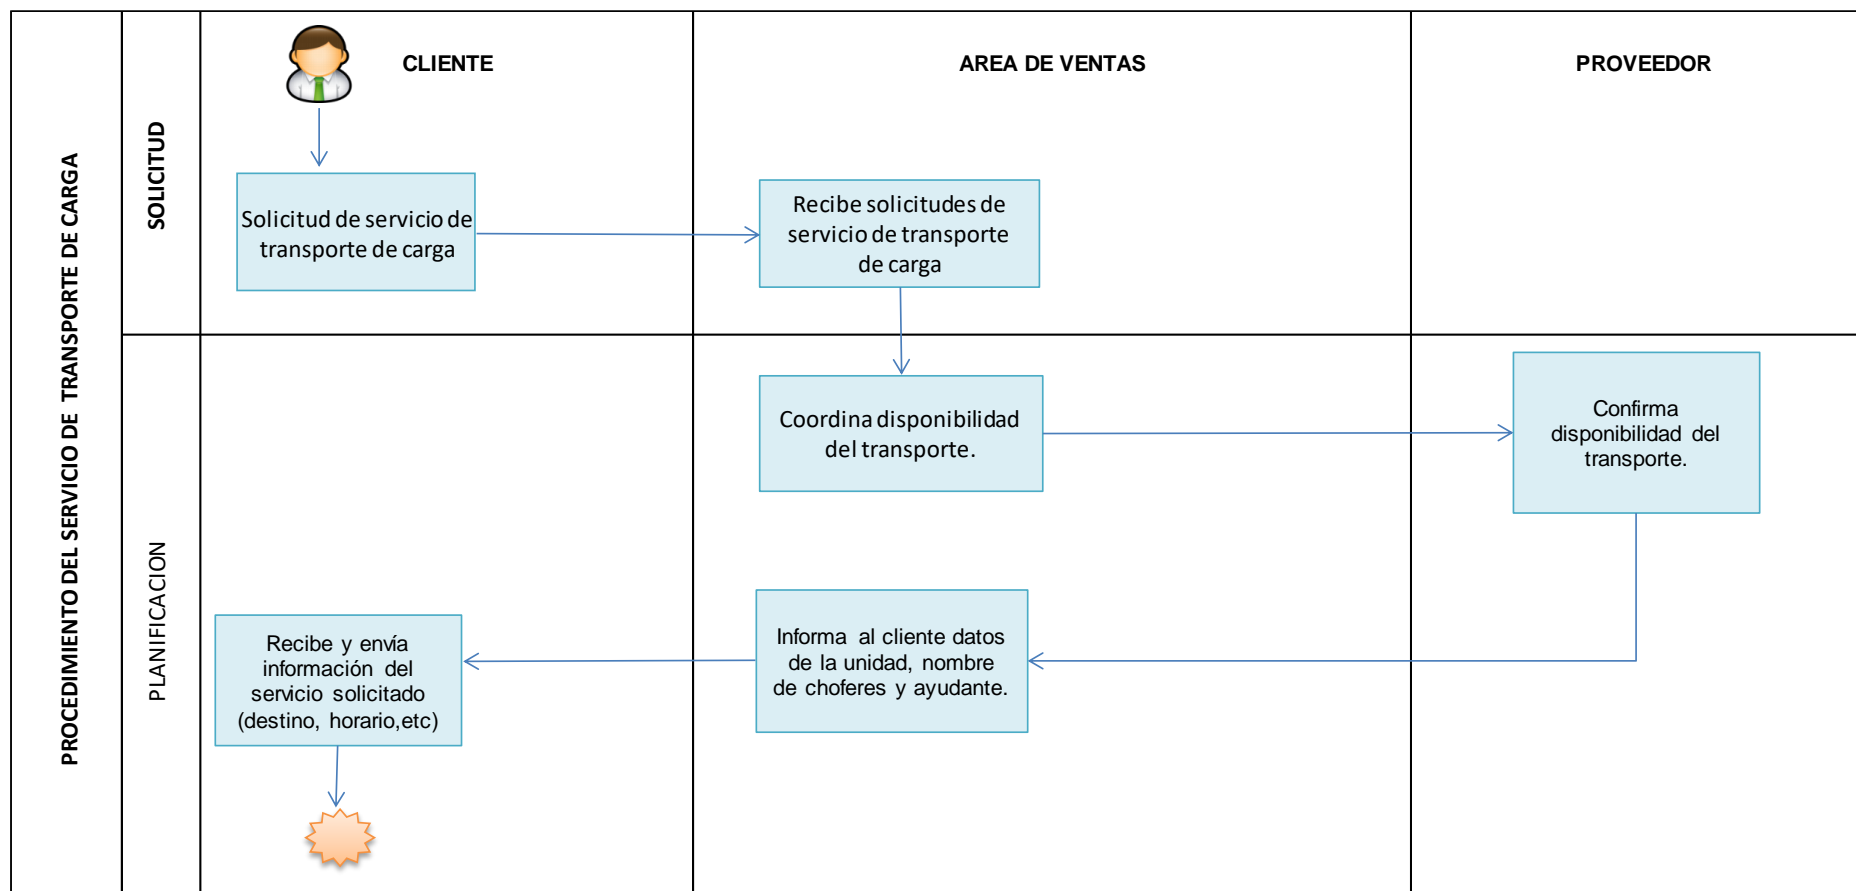 PROCEDIMIENTO DEL SERVICIO DE TRANSPORTE DE CARGA
SOLICITUD
CLIENTE
AREA DE VENTAS
PROVEEDOR
Solicitud de servicio de
transporte de carga
Recibe solicitudes de
servicio de transporte
de carga
PLANIFICACION
Coordina disponibilidad
del transporte.
Confirma
disponibilidad del
transporte.
Informa al cliente datos
de la unidad, nombre
de choferes y ayudante.
Recibe y envía
información del
servicio solicitado
(destino, horario,etc)